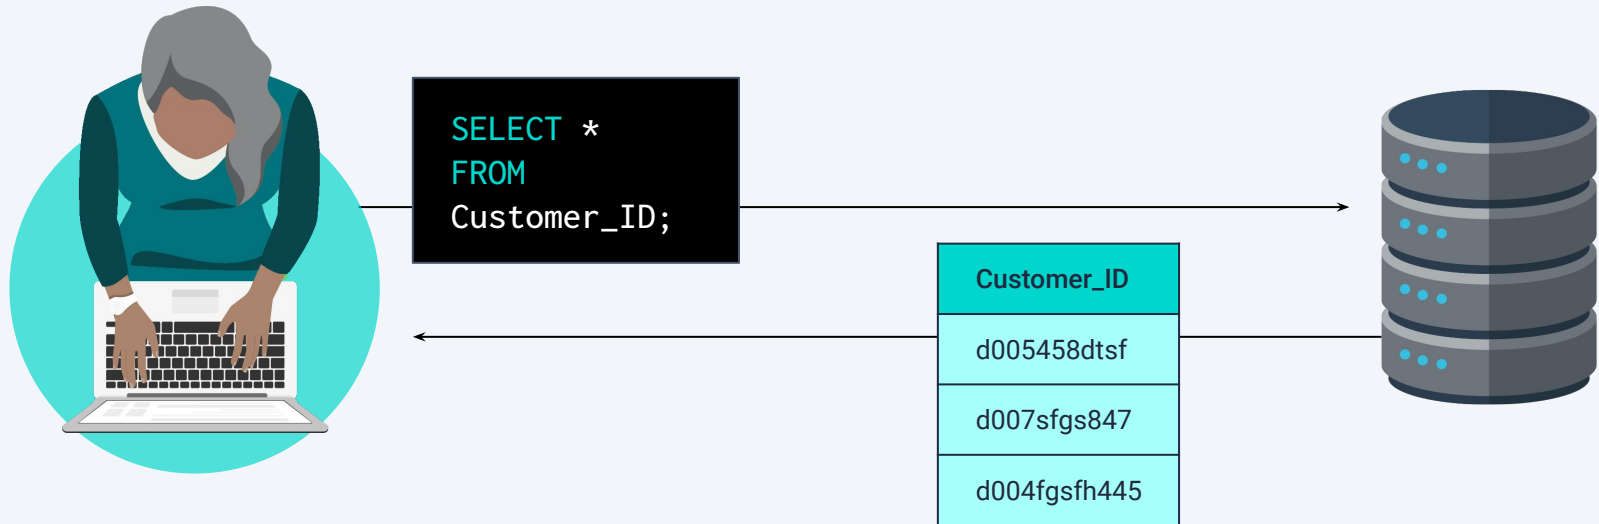 SELECT *
FROM
Customer_ID;
Customer_ID
d005458dtsf
d007sfgs847
d004fgsfh445